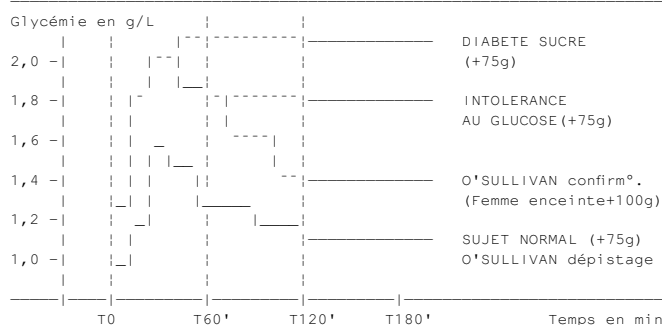 Glycémie en g/L
DIABETE SUCRE
2,0 (+75g)
1,8 INTOLERANCE
AU GLUCOSE(+75g)
1,6
1,4 O'SULLIVAN confirm°.
(Femme enceinte+100g)
1,2
SUJET NORMAL (+75g)
1,0 O'SULLIVAN dépistage
T0 T60' T120' T180' Temps en min